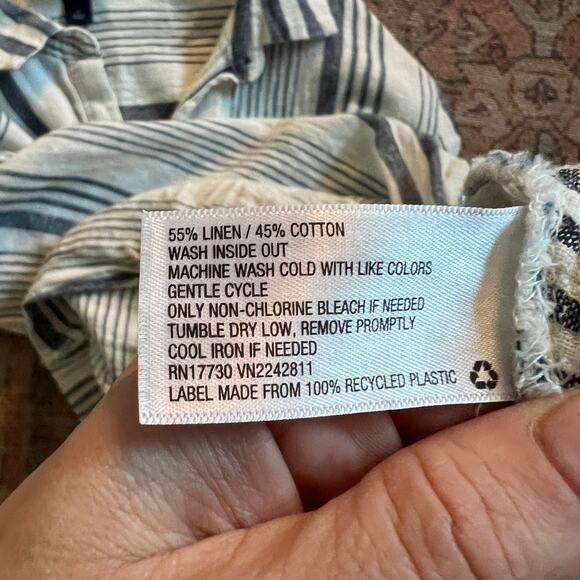 55% LINEN / 45% COTTON
WASH INSIDE OUT
MACHINE WASH COLD WITH LIKE COLORS
GENTLE CYCLE
ONLY NON-CHLORINE BLEACH IF NEEDED
TUMBLE DRY LOW, REMOVE PROMPTLY
COOL IRON IF NEEDED
RN17730 VN2242811
LABEL MADE FROM 100% RECYCLED PLASTIC